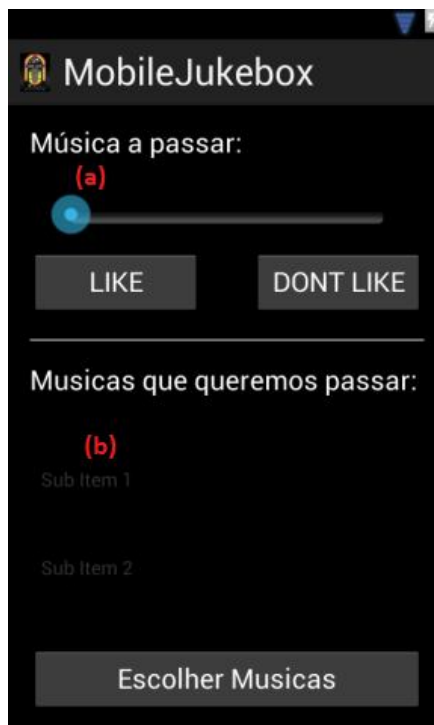 MobileJukebox
Música a passar:
(a)
LIKE DONT LIKE
Musicas que queremos passar:
(b)
Sub Item 1
Sub Item 2
Escolher Musicas